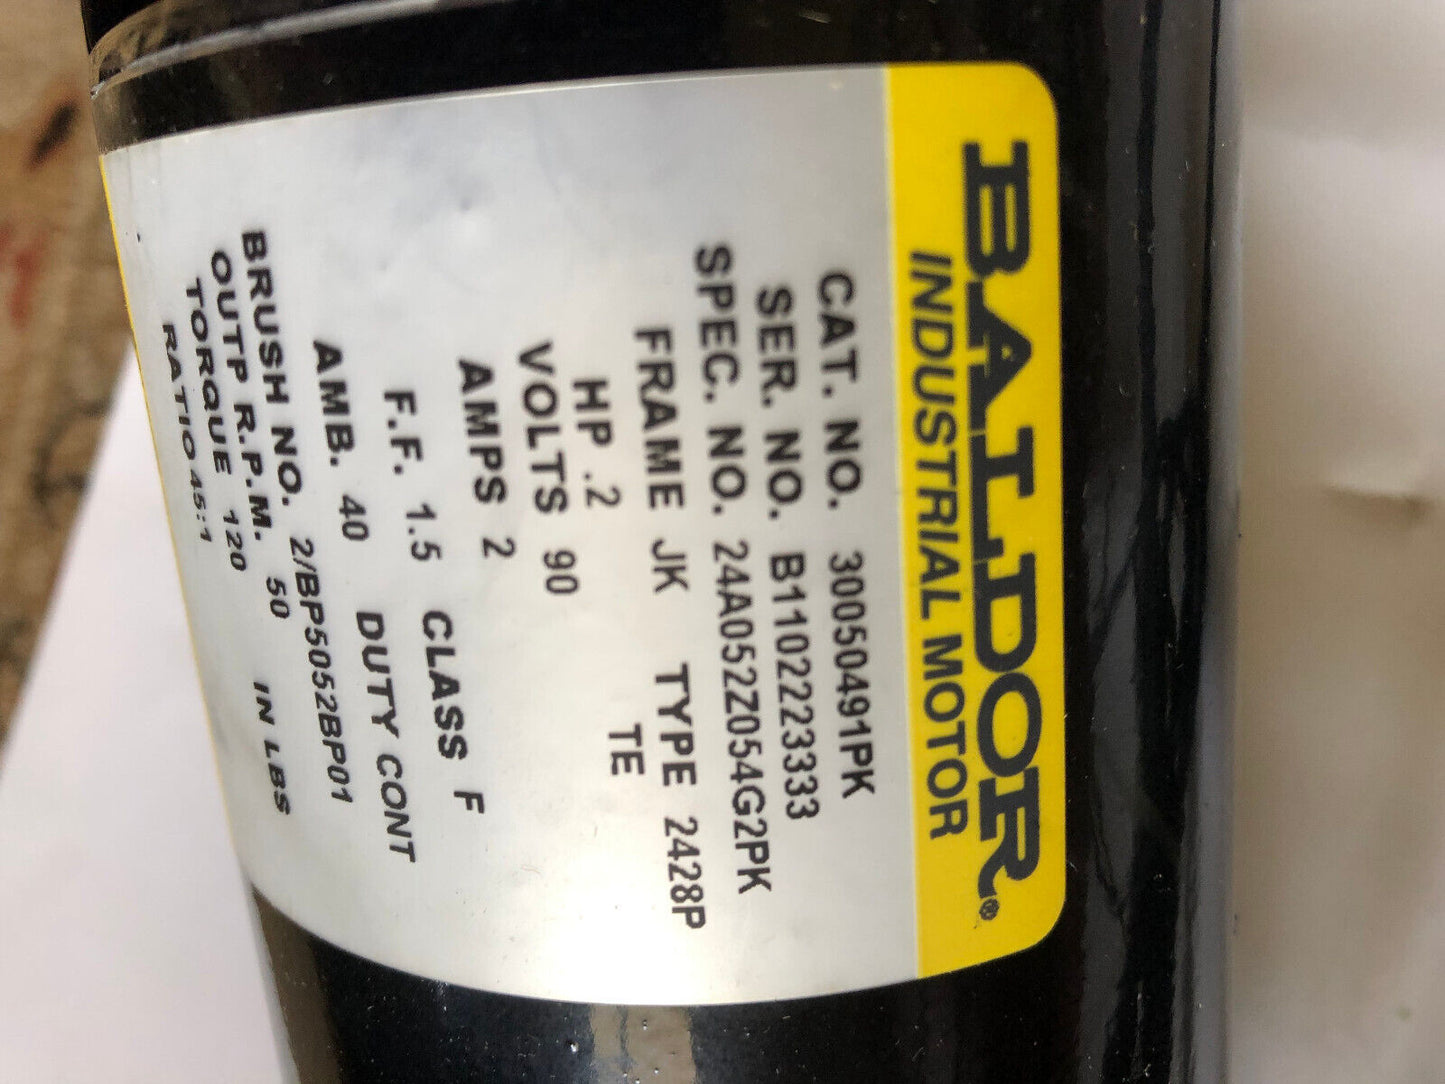 BALDOR®
INDUSTRIAL MOTOR
CAT. NO. 30050491PK
SER. NO. B1102223333
SPEC. NO. 24A052Z054G2PK
FRAME JK TYPE 2428P
HP .2 TE
VOLTS 90
AMPS 2
F.F. 1.5 CLASS F
AMB. 40 DUTY CONT
BRUSH NO. 2/BP5052BP01
OUTP R.P.M. 50
TORQUE 120 IN LBS
RATIO 45:1